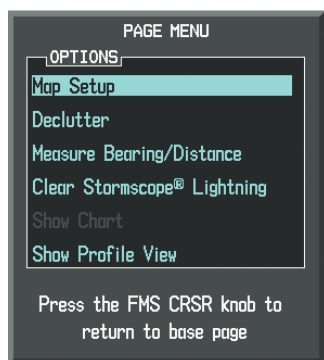 PAGE MENU
OPTIONS
Map Setup
Declutter
Measure Bearing/Distance
Clear Stormscope® Lightning
Show Chart
Show Profile View
Press the FMS CRSR knob to
return to base page